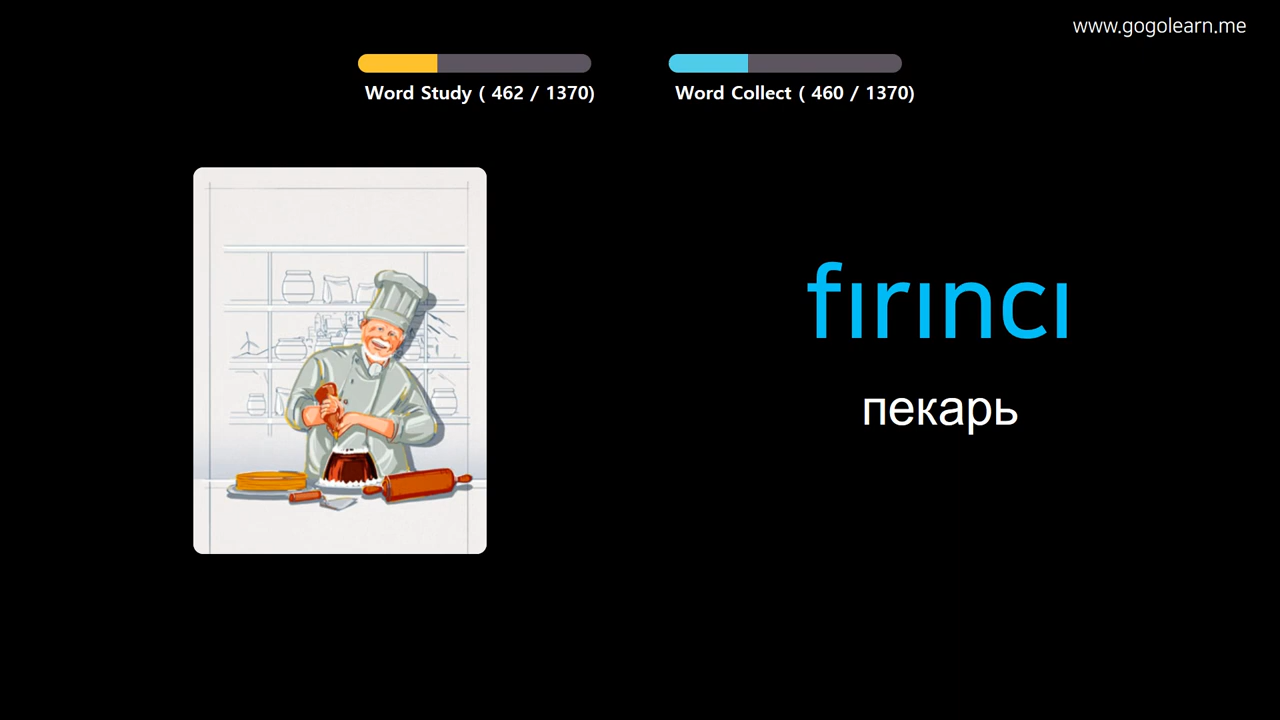 www.gogolearn.me
Word Study ( 462 / 1370)
Word Collect ( 460 / 1370)
fırıncı
пекарь